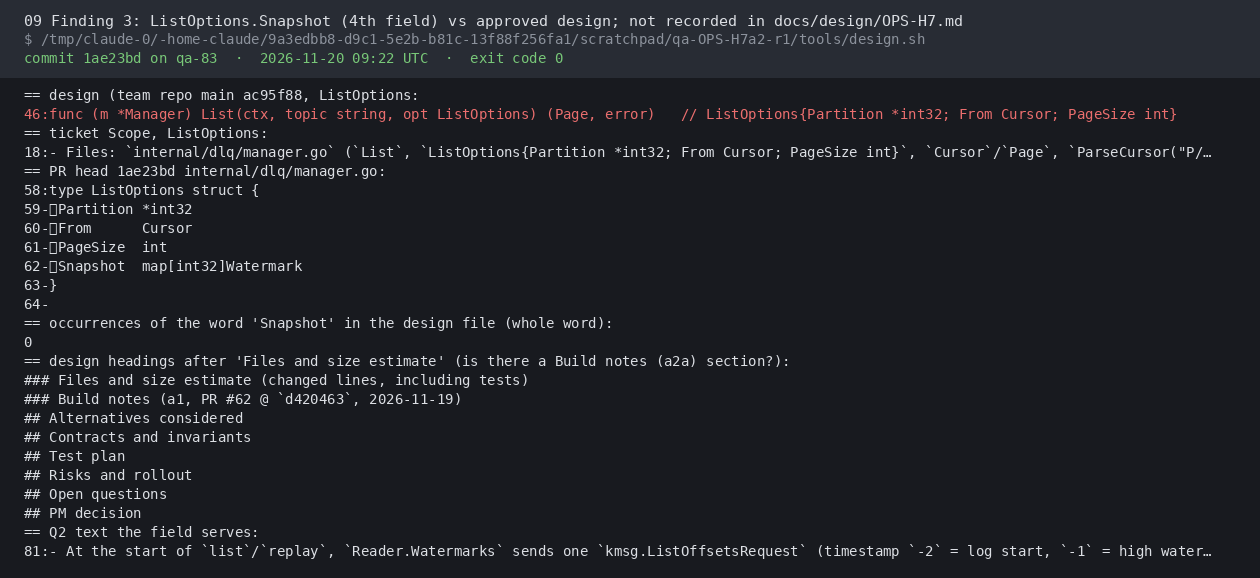 09 Finding 3: ListOptions.Snapshot (4th field) vs approved design; not recorded in docs/design/OPS-H7.md
$ /tmp/claude-0/-home-claude/9a3edbb8-d9c1-5e2b-b81c-13f88f256fa1/scratchpad/qa-OPS-H7a2-r1/tools/design.sh
commit 1ae23bd on qa-83 · 2026-11-20 09:22 UTC · exit code 0
== design (team repo main ac95f88, ListOptions:
46:func (m *Manager) List(ctx, topic string, opt ListOptions) (Page, error) // ListOptions{Partition *int32; From Cursor; PageSize int}
== ticket Scope, ListOptions:
18:- Files: `internal/dlq/manager.go` (`List`, `ListOptions{Partition *int32; From Cursor; PageSize int}`, `Cursor`/`Page`, `ParseCursor("P/…
== PR head 1ae23bd internal/dlq/manager.go:
58:type ListOptions struct {
59-▯Partition *int32
60-▯From      Cursor
61-▯PageSize  int
62-▯Snapshot  map[int32]Watermark
63-}
64-
== occurrences of the word 'Snapshot' in the design file (whole word):
0
== design headings after 'Files and size estimate' (is there a Build notes (a2a) section?):
### Files and size estimate (changed lines, including tests)
### Build notes (a1, PR #62 @ `d420463`, 2026-11-19)
## Alternatives considered
## Contracts and invariants
## Test plan
## Risks and rollout
## Open questions
## PM decision
== Q2 text the field serves:
81:- At the start of `list`/`replay`, `Reader.Watermarks` sends one `kmsg.ListOffsetsRequest` (timestamp `-2` = log start, `-1` = high water…